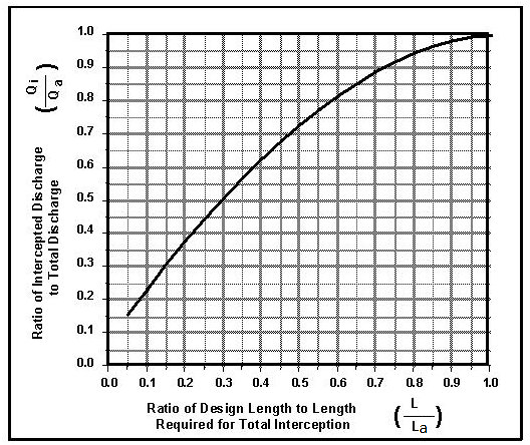 1.0
0.9
0.8
0.7
0.6
0.5
0.4
0.3
0.2
0.1
0.0
(Qi/Qa)
Ratio of Intercepted Discharge
to Total Discharge
0.0 0.1 0.2 0.3 0.4 0.5 0.6 0.7 0.8 0.9 1.0
Ratio of Design Length to Length
Required for Total Interception
(L/La)